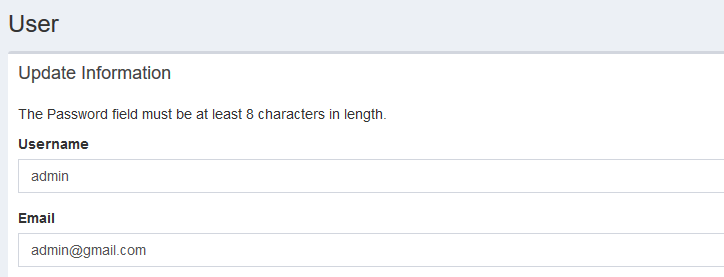 User
Update Information
The Password field must be at least 8 characters in length.
Username
admin
Email
admin@gmail.com